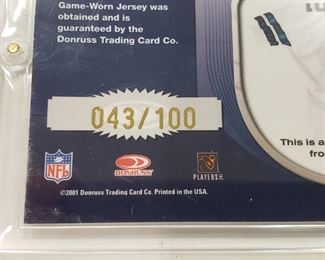 Game-Worn Jersey was
obtained and is
guaranteed by the
Donruss Trading Card Co.
043/100
This is a
fro
NFL
DONRUSS
PLAYERS INC
©2001 Donruss Trading Card Co. Printed in the USA.